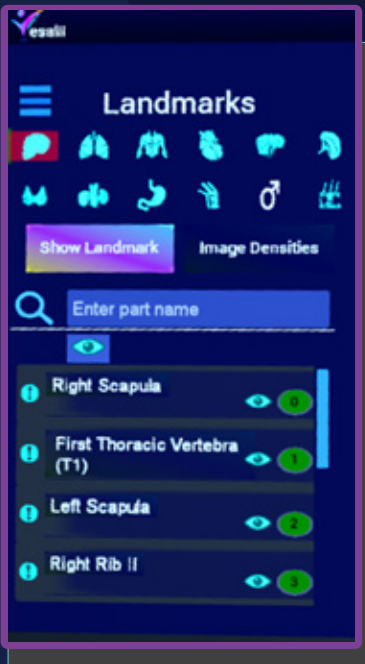 Vesalii
Landmarks
Show Landmark Image Densities
Enter part name
Right Scapula
0
First Thoracic Vertebra
(T1)
1
Left Scapula
2
Right Rib II
3